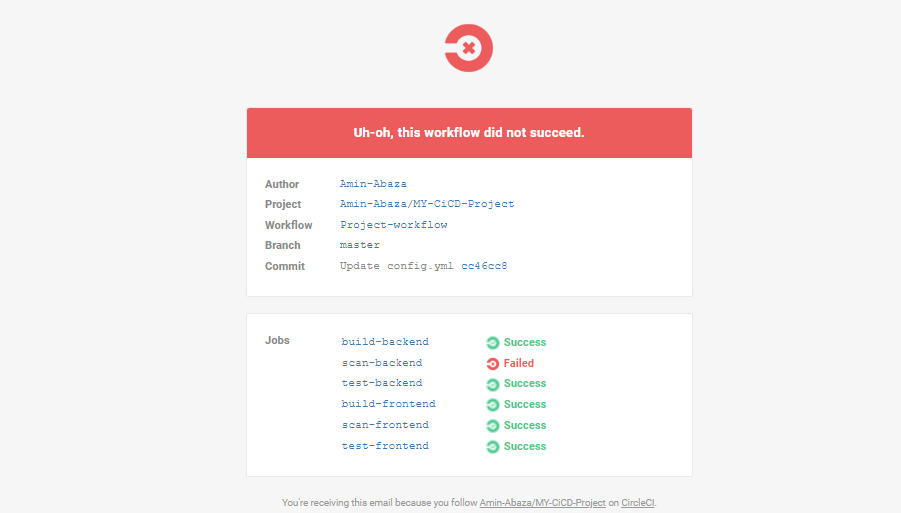 Uh-oh, this workflow did not succeed.
Author Amin-Abaza
Project Amin-Abaza/MY-CiCD-Project
Workflow Project-workflow
Branch master
Commit Update config.yml cc46cc8
Jobs build-backend Success
scan-backend Failed
test-backend Success
build-frontend Success
scan-frontend Success
test-frontend Success
You're receiving this email because you follow Amin-Abaza/MY-CiCD-Project on CircleCI.